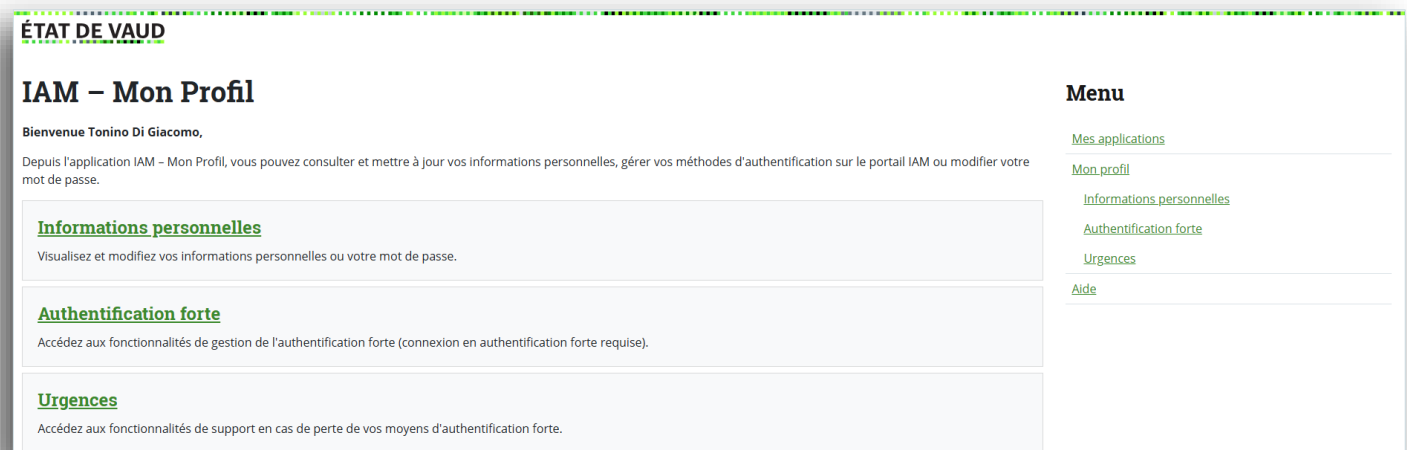 ÉTAT DE VAUD
IAM – Mon Profil
Bienvenue Tonino Di Giacomo,
Depuis l'application IAM – Mon Profil, vous pouvez consulter et mettre à jour vos informations personnelles, gérer vos méthodes d'authentification sur le portail IAM ou modifier votre
mot de passe.
Informations personnelles
Visualisez et modifiez vos informations personnelles ou votre mot de passe.
Authentification forte
Accédez aux fonctionnalités de gestion de l'authentification forte (connexion en authentification forte requise).
Urgences
Accédez aux fonctionnalités de support en cas de perte de vos moyens d'authentification forte.
Menu
Mes applications
Mon profil
Informations personnelles
Authentification forte
Urgences
Aide